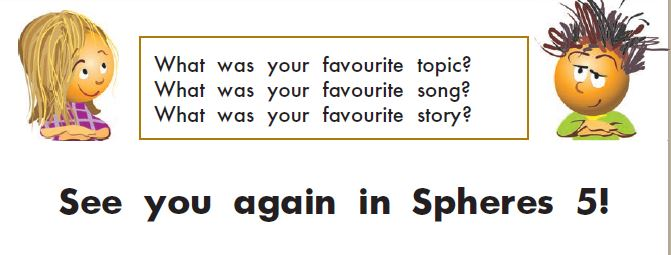 What was your favourite topic?
What was your favourite song?
What was your favourite story?
See you again in Spheres 5!